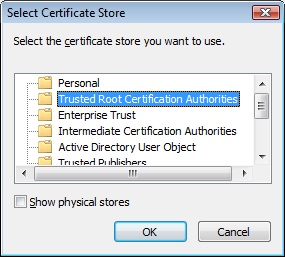 Select Certificate Store
Select the certificate store you want to use.
Personal
Trusted Root Certification Authorities
Enterprise Trust
Intermediate Certification Authorities
Active Directory User Object
Trusted Publishers
Show physical stores
OK
Cancel